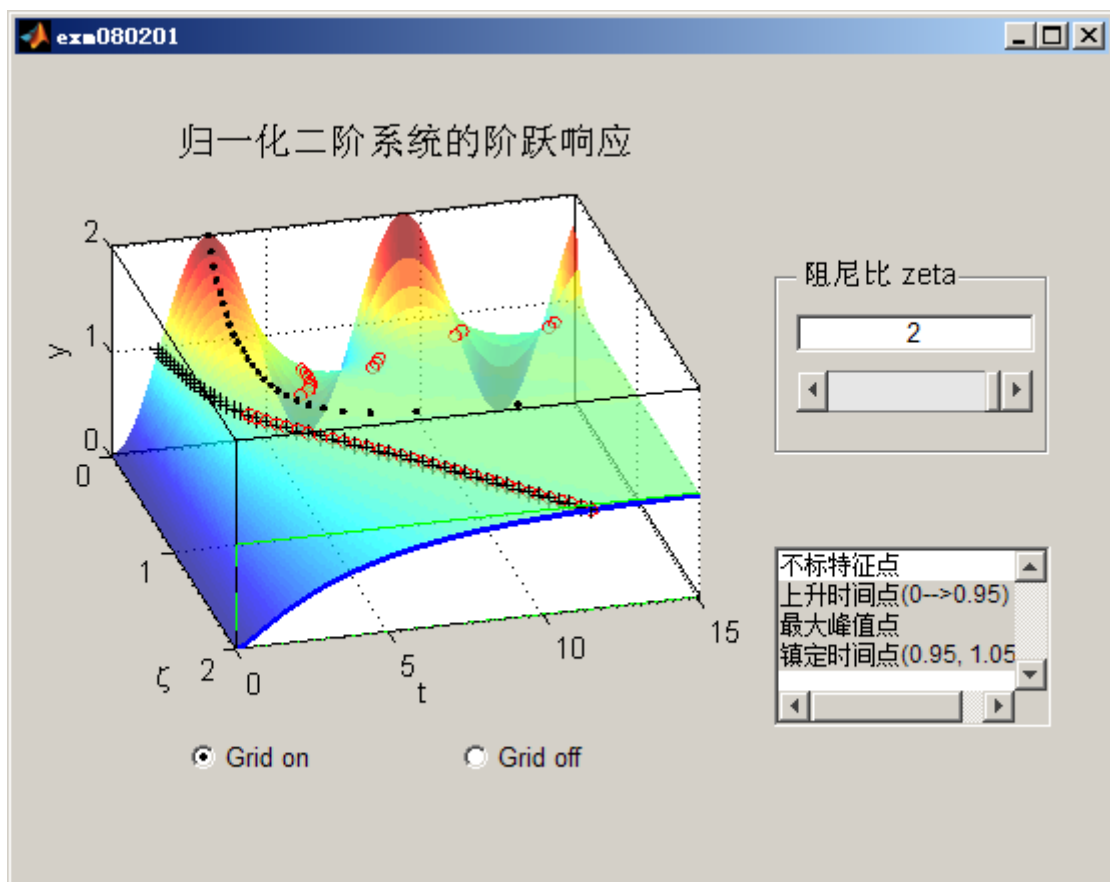 exm080201
归一化二阶系统的阶跃响应
2
1
0
y
0
1
2
ζ
0
5
10
15
t
阻尼比 zeta
2
不标特征点
上升时间点(0-->0.95)
最大峰值点
镇定时间点(0.95, 1.05
Grid on
Grid off